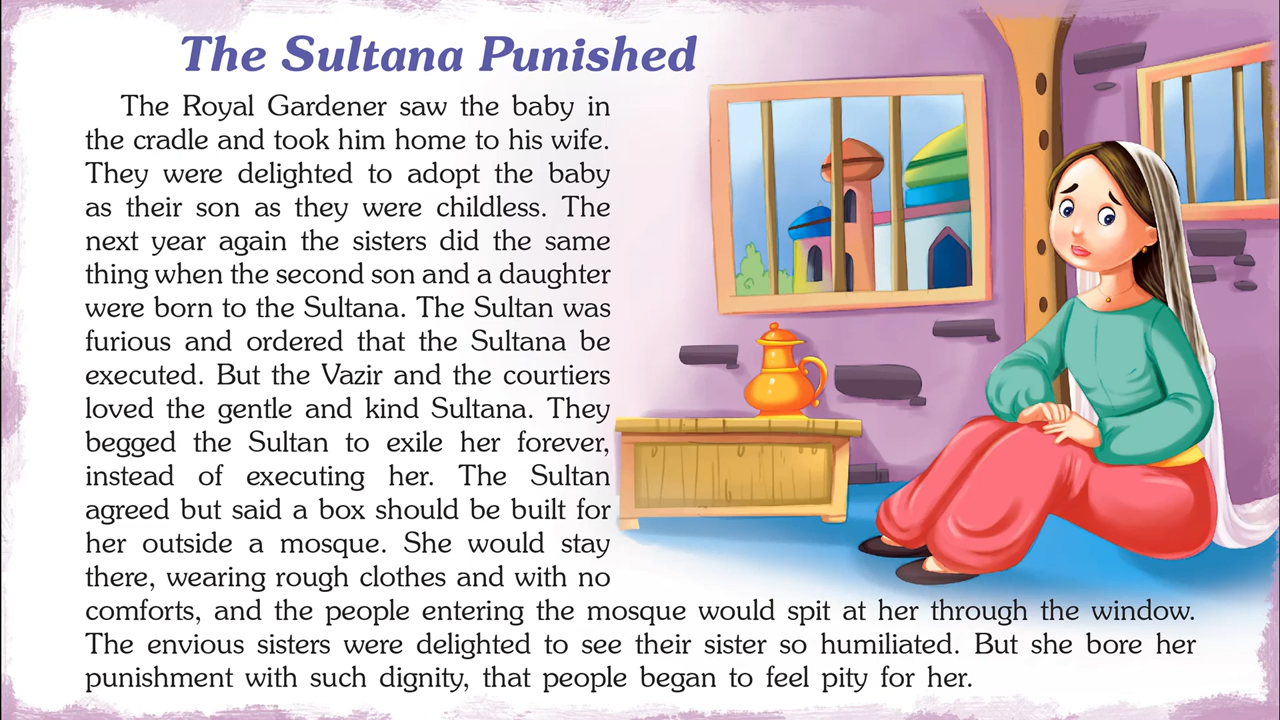 The Sultana Punished
The Royal Gardener saw the baby in
the cradle and took him home to his wife.
They were delighted to adopt the baby
as their son as they were childless. The
next year again the sisters did the same
thing when the second son and a daughter
were born to the Sultana. The Sultan was
furious and ordered that the Sultana be
executed. But the Vazir and the courtiers
loved the gentle and kind Sultana. They
begged the Sultan to exile her forever,
instead of executing her. The Sultan
agreed but said a box should be built for
her outside a mosque. She would stay
there, wearing rough clothes and with no
comforts, and the people entering the mosque would spit at her through the window.
The envious sisters were delighted to see their sister so humiliated. But she bore her
punishment with such dignity, that people began to feel pity for her.